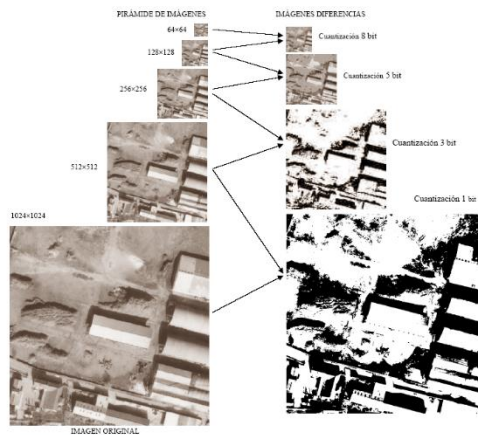 PIRÁMIDE DE IMÁGENES
IMÁGENES DIFERENCIAS
64×64
Cuantización 8 bit
128×128
Cuantización 5 bit
256×256
Cuantización 3 bit
512×512
Cuantización 1 bit
1024×1024
IMAGEN ORIGINAL